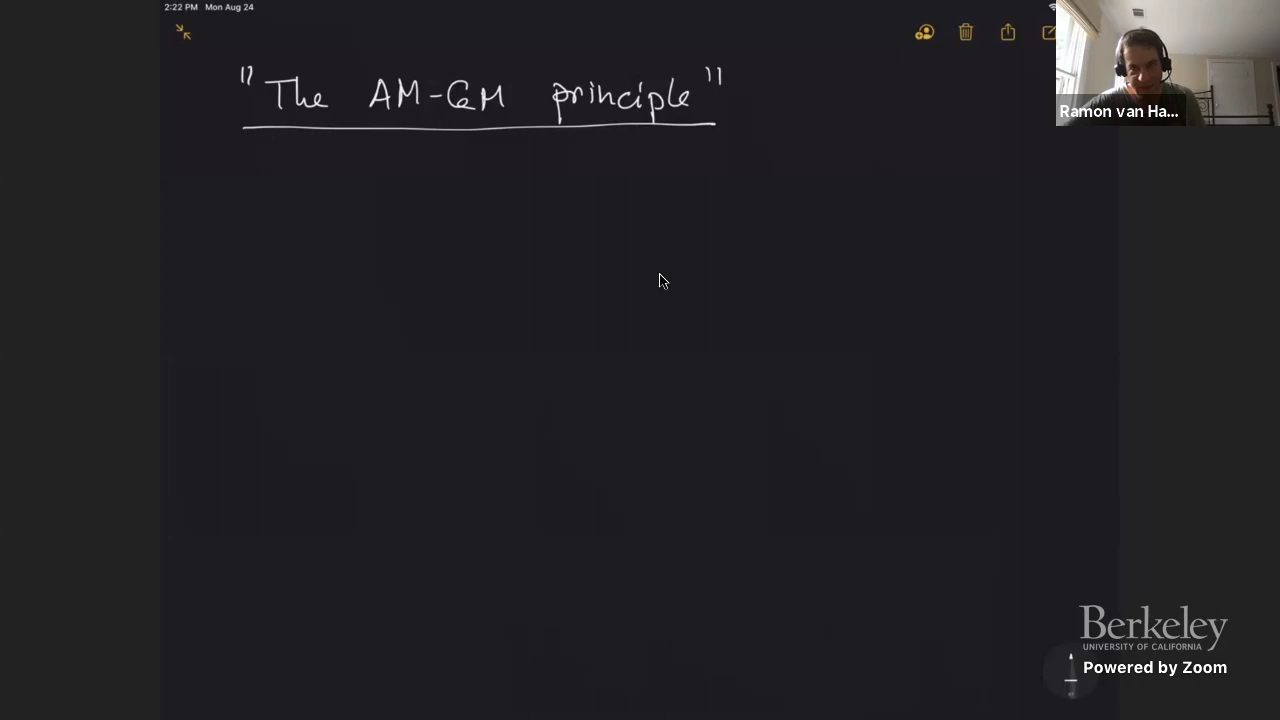 2:22 PM Mon Aug 24
"The AM-GM principle"
Ramon van Ha...
Berkeley
UNIVERSITY OF CALIFORNIA
Powered by Zoom